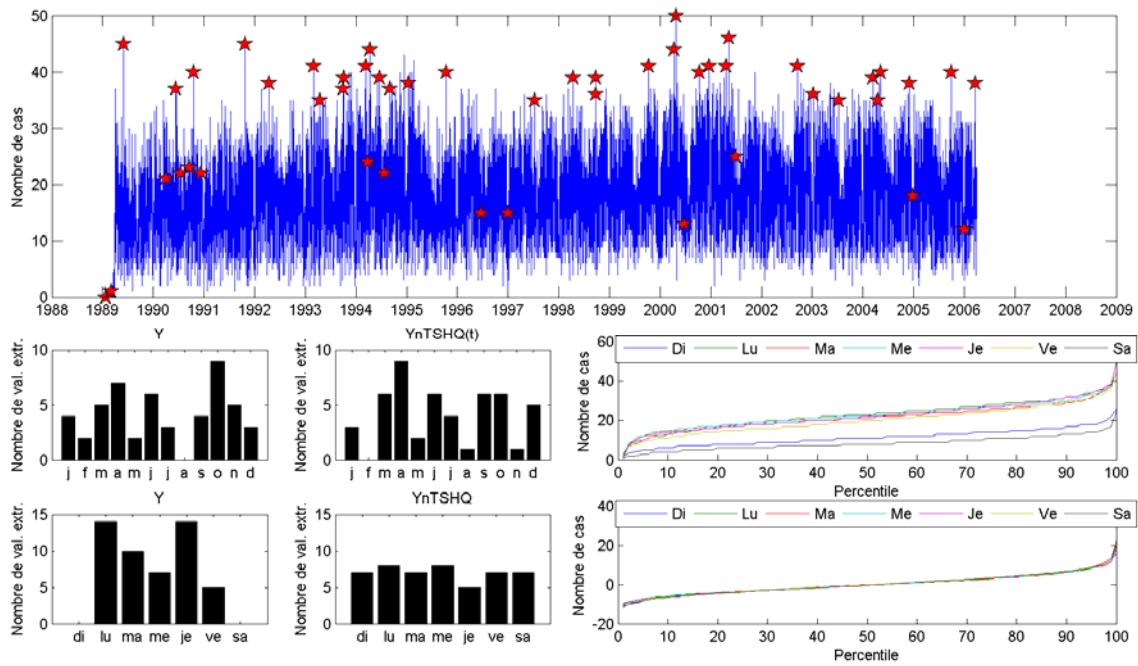 50
40
30
20
10
0
Nombre de cas
1988 1989 1990 1991 1992 1993 1994 1995 1996 1997 1998 1999 2000 2001 2002 2003 2004 2005 2006 2007 2008 2009
Y
10
5
0
Nombre de val. extr.
j f m a m j j a s o n d
YnTSHQ(t)
10
5
0
Nombre de val. extr.
j f m a m j j a s o n d
60
40
20
0
Nombre de cas
Di Lu Ma Me Je Ve Sa
0 10 20 30 40 50 60 70 80 90 100
Percentile
Y
15
10
5
0
Nombre de val. extr.
di lu ma me je ve sa
YnTSHQ
15
10
5
0
Nombre de val. extr.
di lu ma me je ve sa
40
20
0
-20
Nombre de cas
Di Lu Ma Me Je Ve Sa
0 10 20 30 40 50 60 70 80 90 100
Percentile